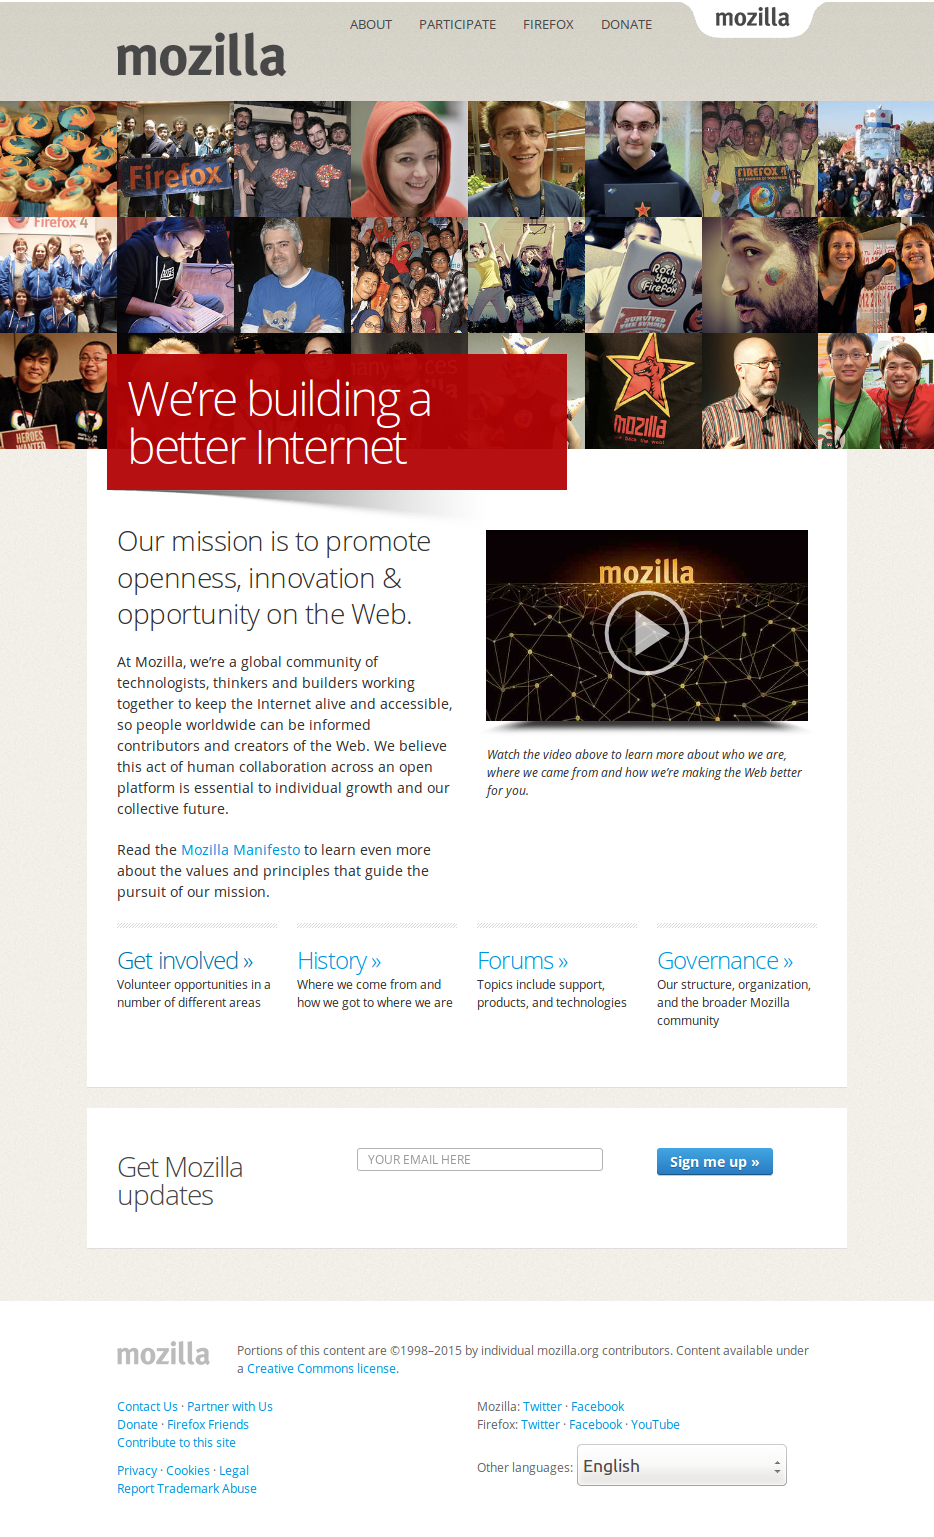 ABOUT PARTICIPATE FIREFOX DONATE
mozilla
mozilla
Firefox
FIREFOX 4
Firefox 4
Rock
Your
Firefox
I SURVIVED
THE SUMMIT
HEROES
WANTED
mozilla
We’re building a
better Internet
Our mission is to promote
openness, innovation &
opportunity on the Web.
At Mozilla, we’re a global community of
technologists, thinkers and builders working
together to keep the Internet alive and accessible,
so people worldwide can be informed
contributors and creators of the Web. We believe
this act of human collaboration across an open
platform is essential to individual growth and our
collective future.
Read the Mozilla Manifesto to learn even more
about the values and principles that guide the
pursuit of our mission.
mozilla
Watch the video above to learn more about who we are,
where we came from and how we’re making the Web better
for you.
Get involved »
Volunteer opportunities in a
number of different areas
History »
Where we come from and
how we got to where we are
Forums »
Topics include support,
products, and technologies
Governance »
Our structure, organization,
and the broader Mozilla
community
Get Mozilla
updates
YOUR EMAIL HERE
Sign me up »
mozilla
Portions of this content are ©1998–2015 by individual mozilla.org contributors. Content available under
a Creative Commons license.
Contact Us · Partner with Us
Donate · Firefox Friends
Contribute to this site
Privacy · Cookies · Legal
Report Trademark Abuse
Mozilla: Twitter · Facebook
Firefox: Twitter · Facebook · YouTube
Other languages: English